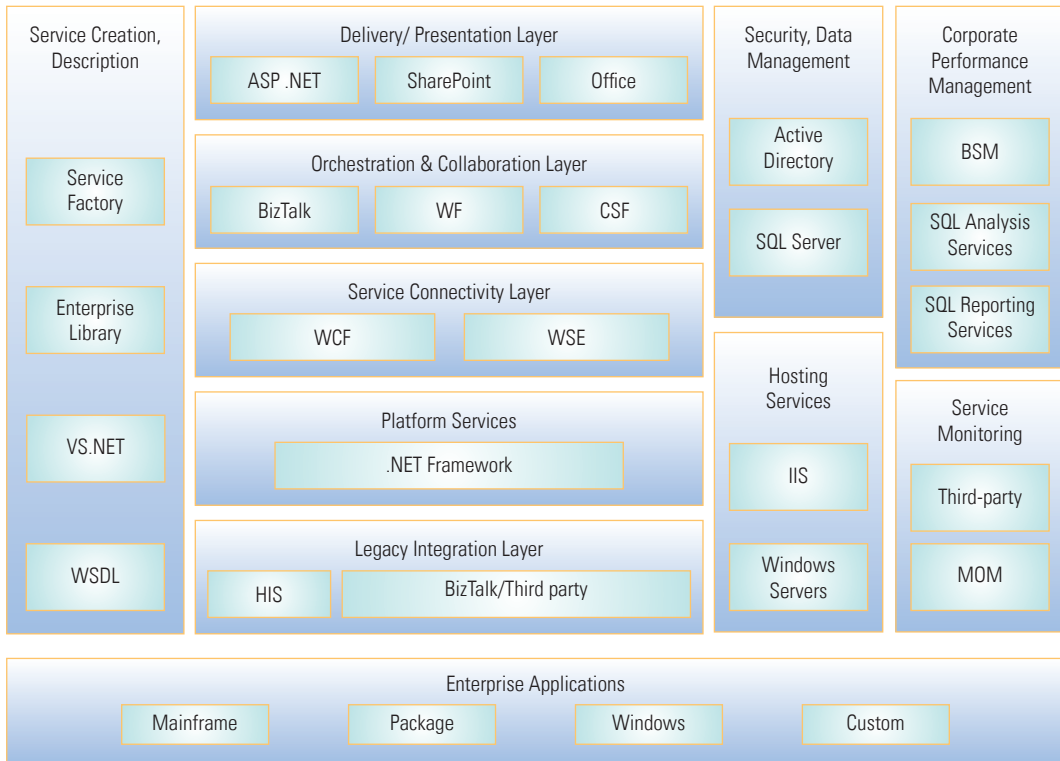 Service Creation,
Description
Service
Factory
Enterprise
Library
VS.NET
WSDL
Delivery/ Presentation Layer
ASP .NET
SharePoint
Office
Orchestration & Collaboration Layer
BizTalk
WF
CSF
Service Connectivity Layer
WCF
WSE
Platform Services
.NET Framework
Legacy Integration Layer
HIS
BizTalk/Third party
Security, Data
Management
Active
Directory
SQL Server
Hosting
Services
IIS
Windows
Servers
Corporate
Performance
Management
BSM
SQL Analysis
Services
SQL Reporting
Services
Service
Monitoring
Third-party
MOM
Enterprise Applications
Mainframe
Package
Windows
Custom